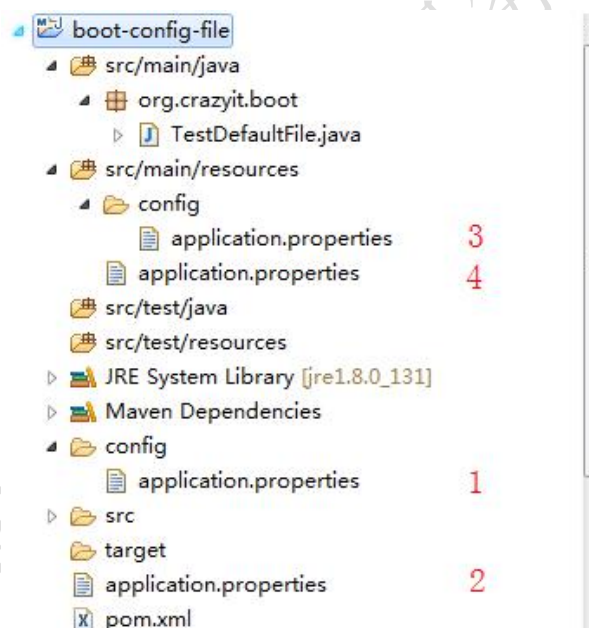 boot-config-file
src/main/java
org.crazyit.boot
TestDefaultFile.java
src/main/resources
config
application.properties 3
application.properties 4
src/test/java
src/test/resources
JRE System Library [jre1.8.0_131]
Maven Dependencies
config
application.properties 1
src
target
application.properties 2
pom.xml